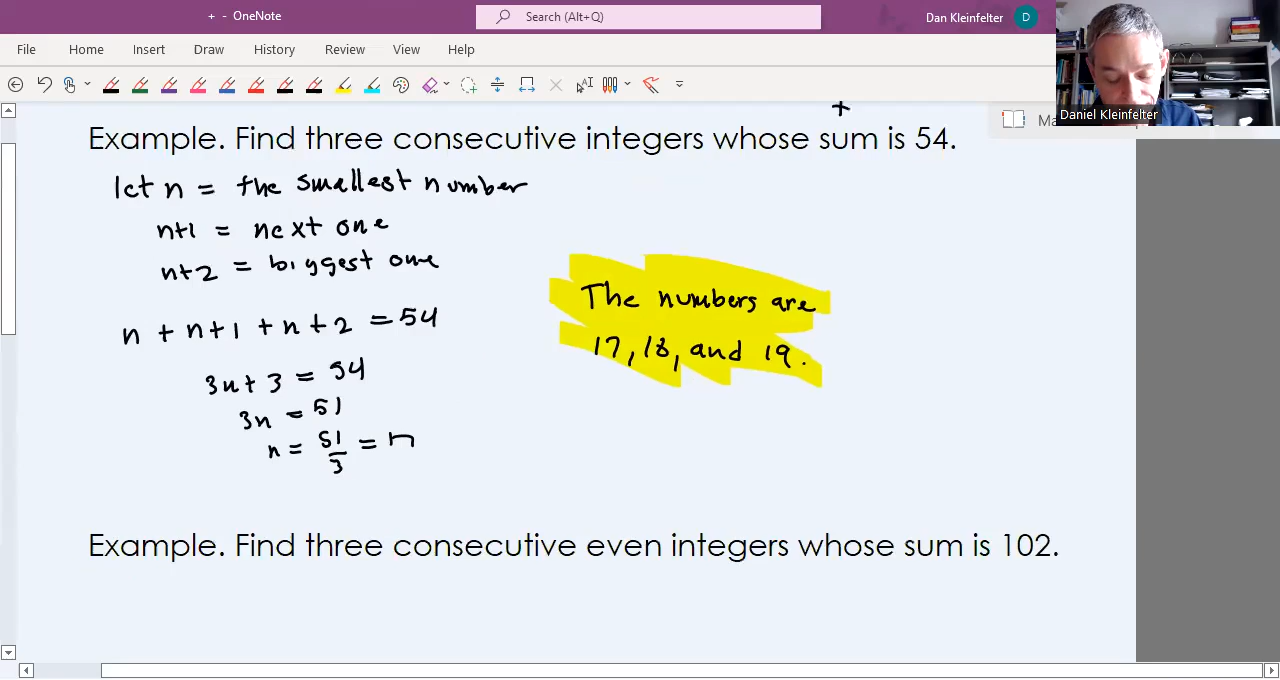 + - OneNote
Search (Alt+Q)
Dan Kleinfelter D
File Home Insert Draw History Review View Help
Daniel Kleinfelter
+
Example. Find three consecutive integers whose sum is 54.
let n = the smallest number
n+1 = next one
n+2 = biggest one
n + n+1 + n+2 = 54
3n+3 = 54
3n = 51
n = 51/3 = 17
The numbers are
17, 18, and 19.
Example. Find three consecutive even integers whose sum is 102.